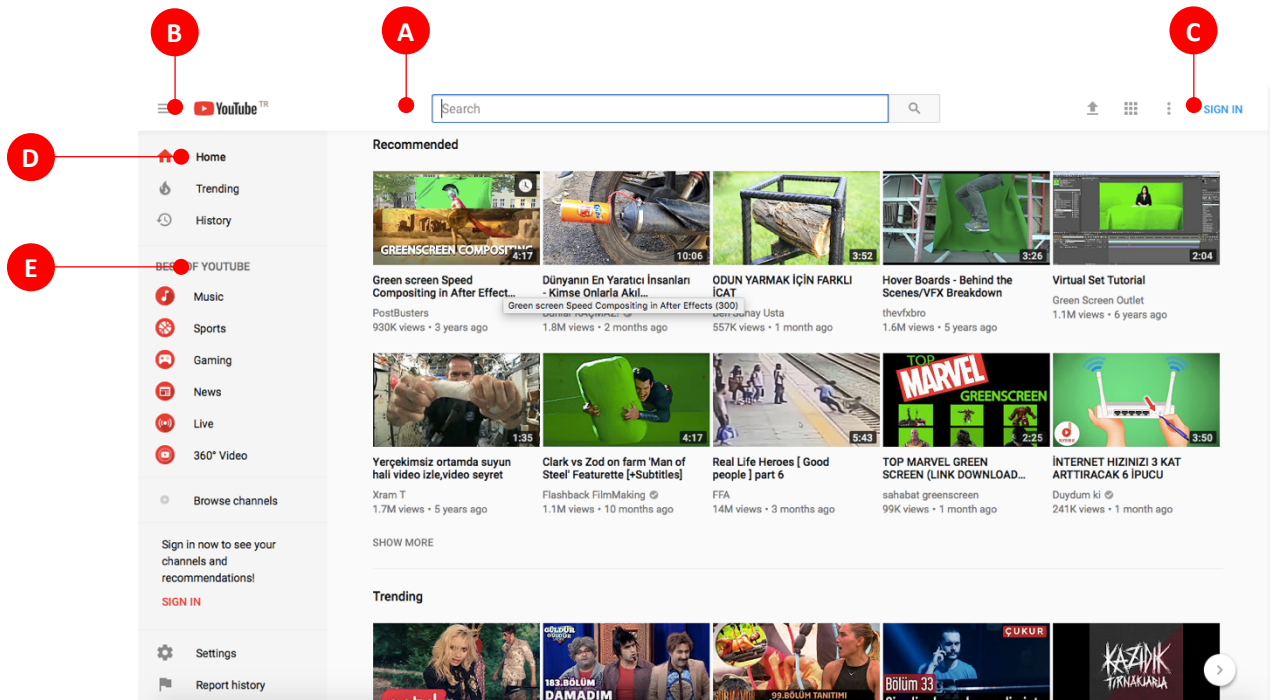 B
A
C
YouTube TR
Search
SIGN IN
D
Home
Trending
History
E
BEST OF YOUTUBE
Music
Sports
Gaming
News
Live
360° Video
Browse channels
Sign in now to see your
channels and
recommendations!
SIGN IN
Settings
Report history
Recommended
GREENSCREEN COMPOSITING
4:17
Green screen Speed
Compositing in After Effect...
PostBusters
930K views • 3 years ago
10:06
Dünyanın En Yaratıcı İnsanları
- Kimse Onlarla Akıl...
1.8M views • 2 months ago
3:52
ODUN YARMAK İÇİN FARKLI
İCAT
Ben Sunay Usta
557K views • 1 month ago
3:26
Hover Boards - Behind the
Scenes/VFX Breakdown
thevfxbro
1.6M views • 5 years ago
2:04
Virtual Set Tutorial
Green Screen Outlet
1.1M views • 6 years ago
Green screen Speed Compositing in After Effects (300)
1:35
Yerçekimsiz ortamda suyun
hali video izle,video seyret
Xram T
1.7M views • 5 years ago
4:17
Clark vs Zod on farm 'Man of
Steel' Featurette [+Subtitles]
Flashback FilmMaking
1.1M views • 10 months ago
5:43
Real Life Heroes [ Good
people ] part 6
FFA
14M views • 3 months ago
TOP
MARVEL
GREENSCREEN
2:25
TOP MARVEL GREEN
SCREEN (LINK DOWNLOAD...
sahabat greenscreen
99K views • 1 month ago
3:50
İNTERNET HIZINIZI 3 KAT
ARTTIRACAK 6 İPUCU
Duydum ki
241K views • 1 month ago
SHOW MORE
Trending
GÜLDÜR
GÜLDÜR
183.BÖLÜM
DAMADIM
SURVIVOR 99.BÖLÜM TANITIMI
ÇUKUR
Bölüm 33
KAZIDIK
TIRNAKLARLA